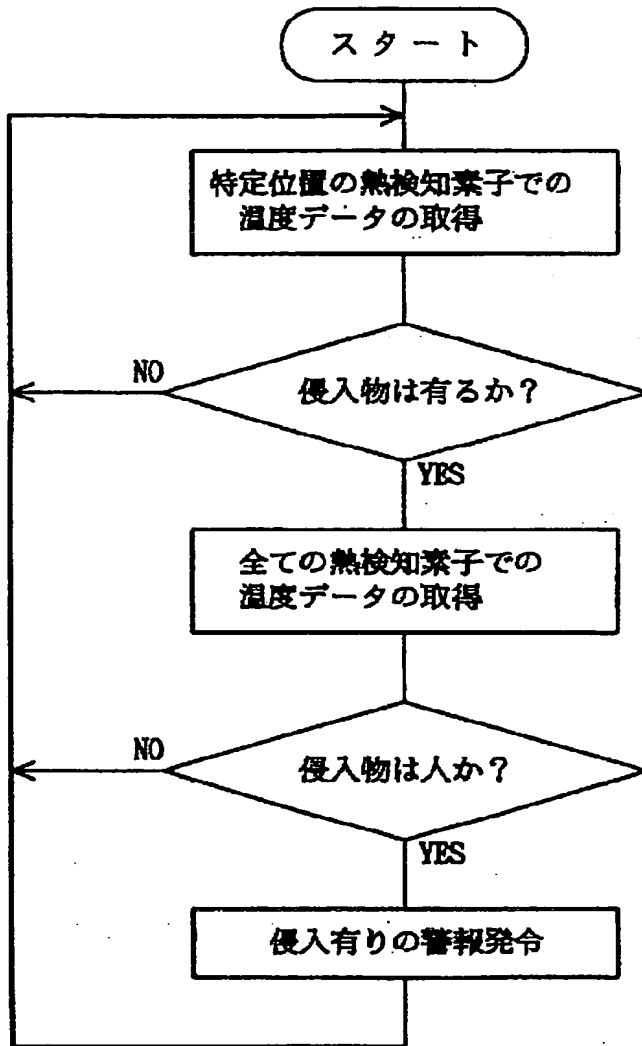 スタート
特定位置の熱検知素子での
温度データの取得
侵入物は有るか？
NO
YES
全ての熱検知素子での
温度データの取得
侵入物は人か？
NO
YES
侵入有りの警報発令